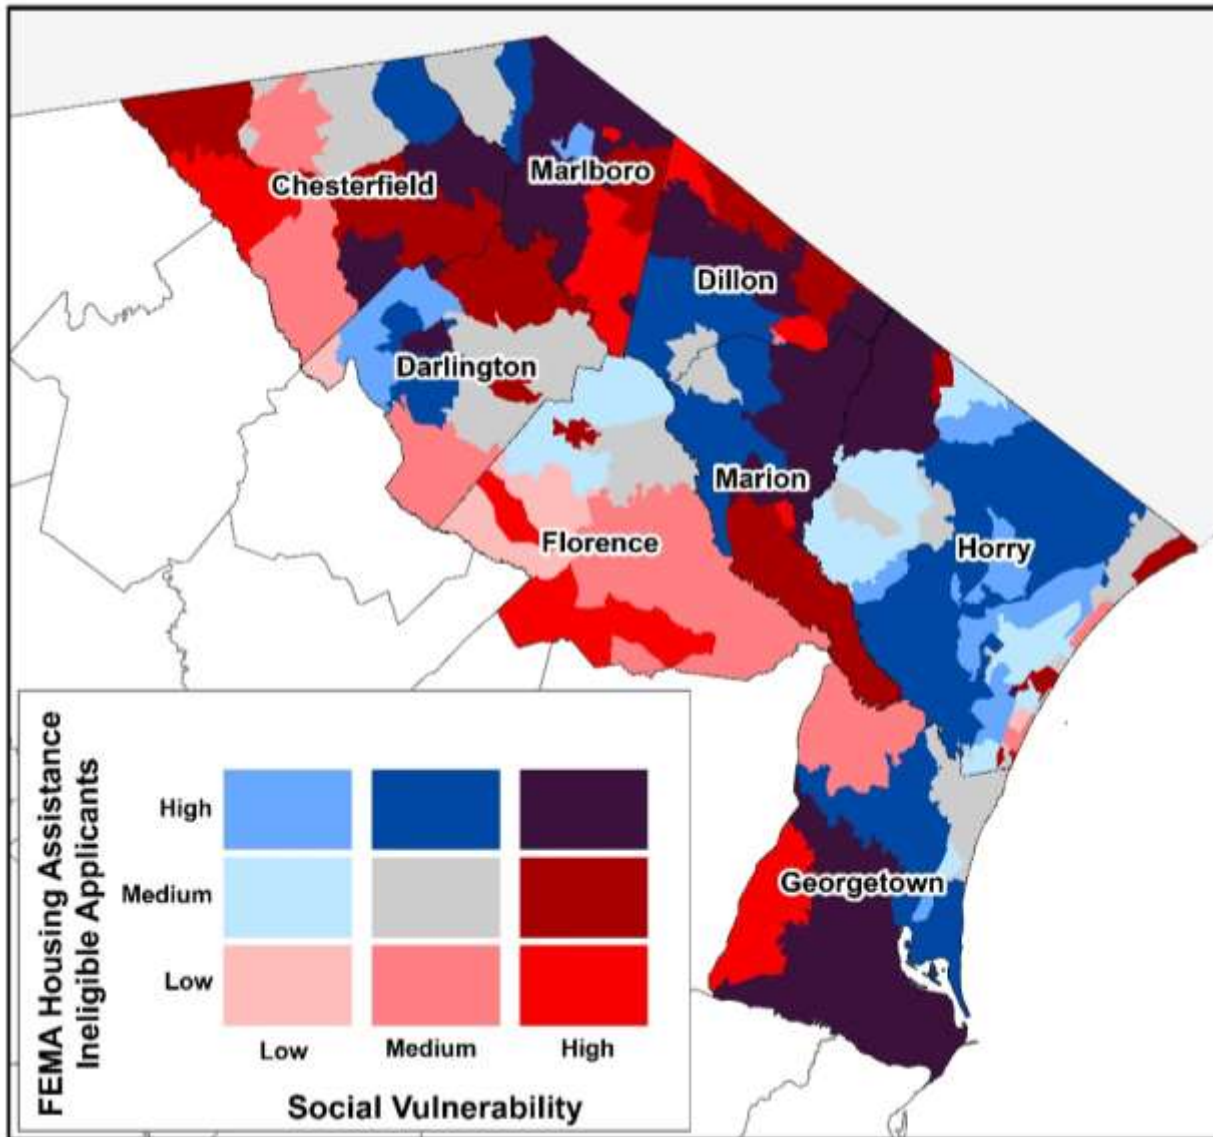 Chesterfield
Marlboro
Dillon
Darlington
Marion
Florence
Horry
Georgetown
FEMA Housing Assistance
Ineligible Applicants
High
Medium
Low
Low
Medium
High
Social Vulnerability